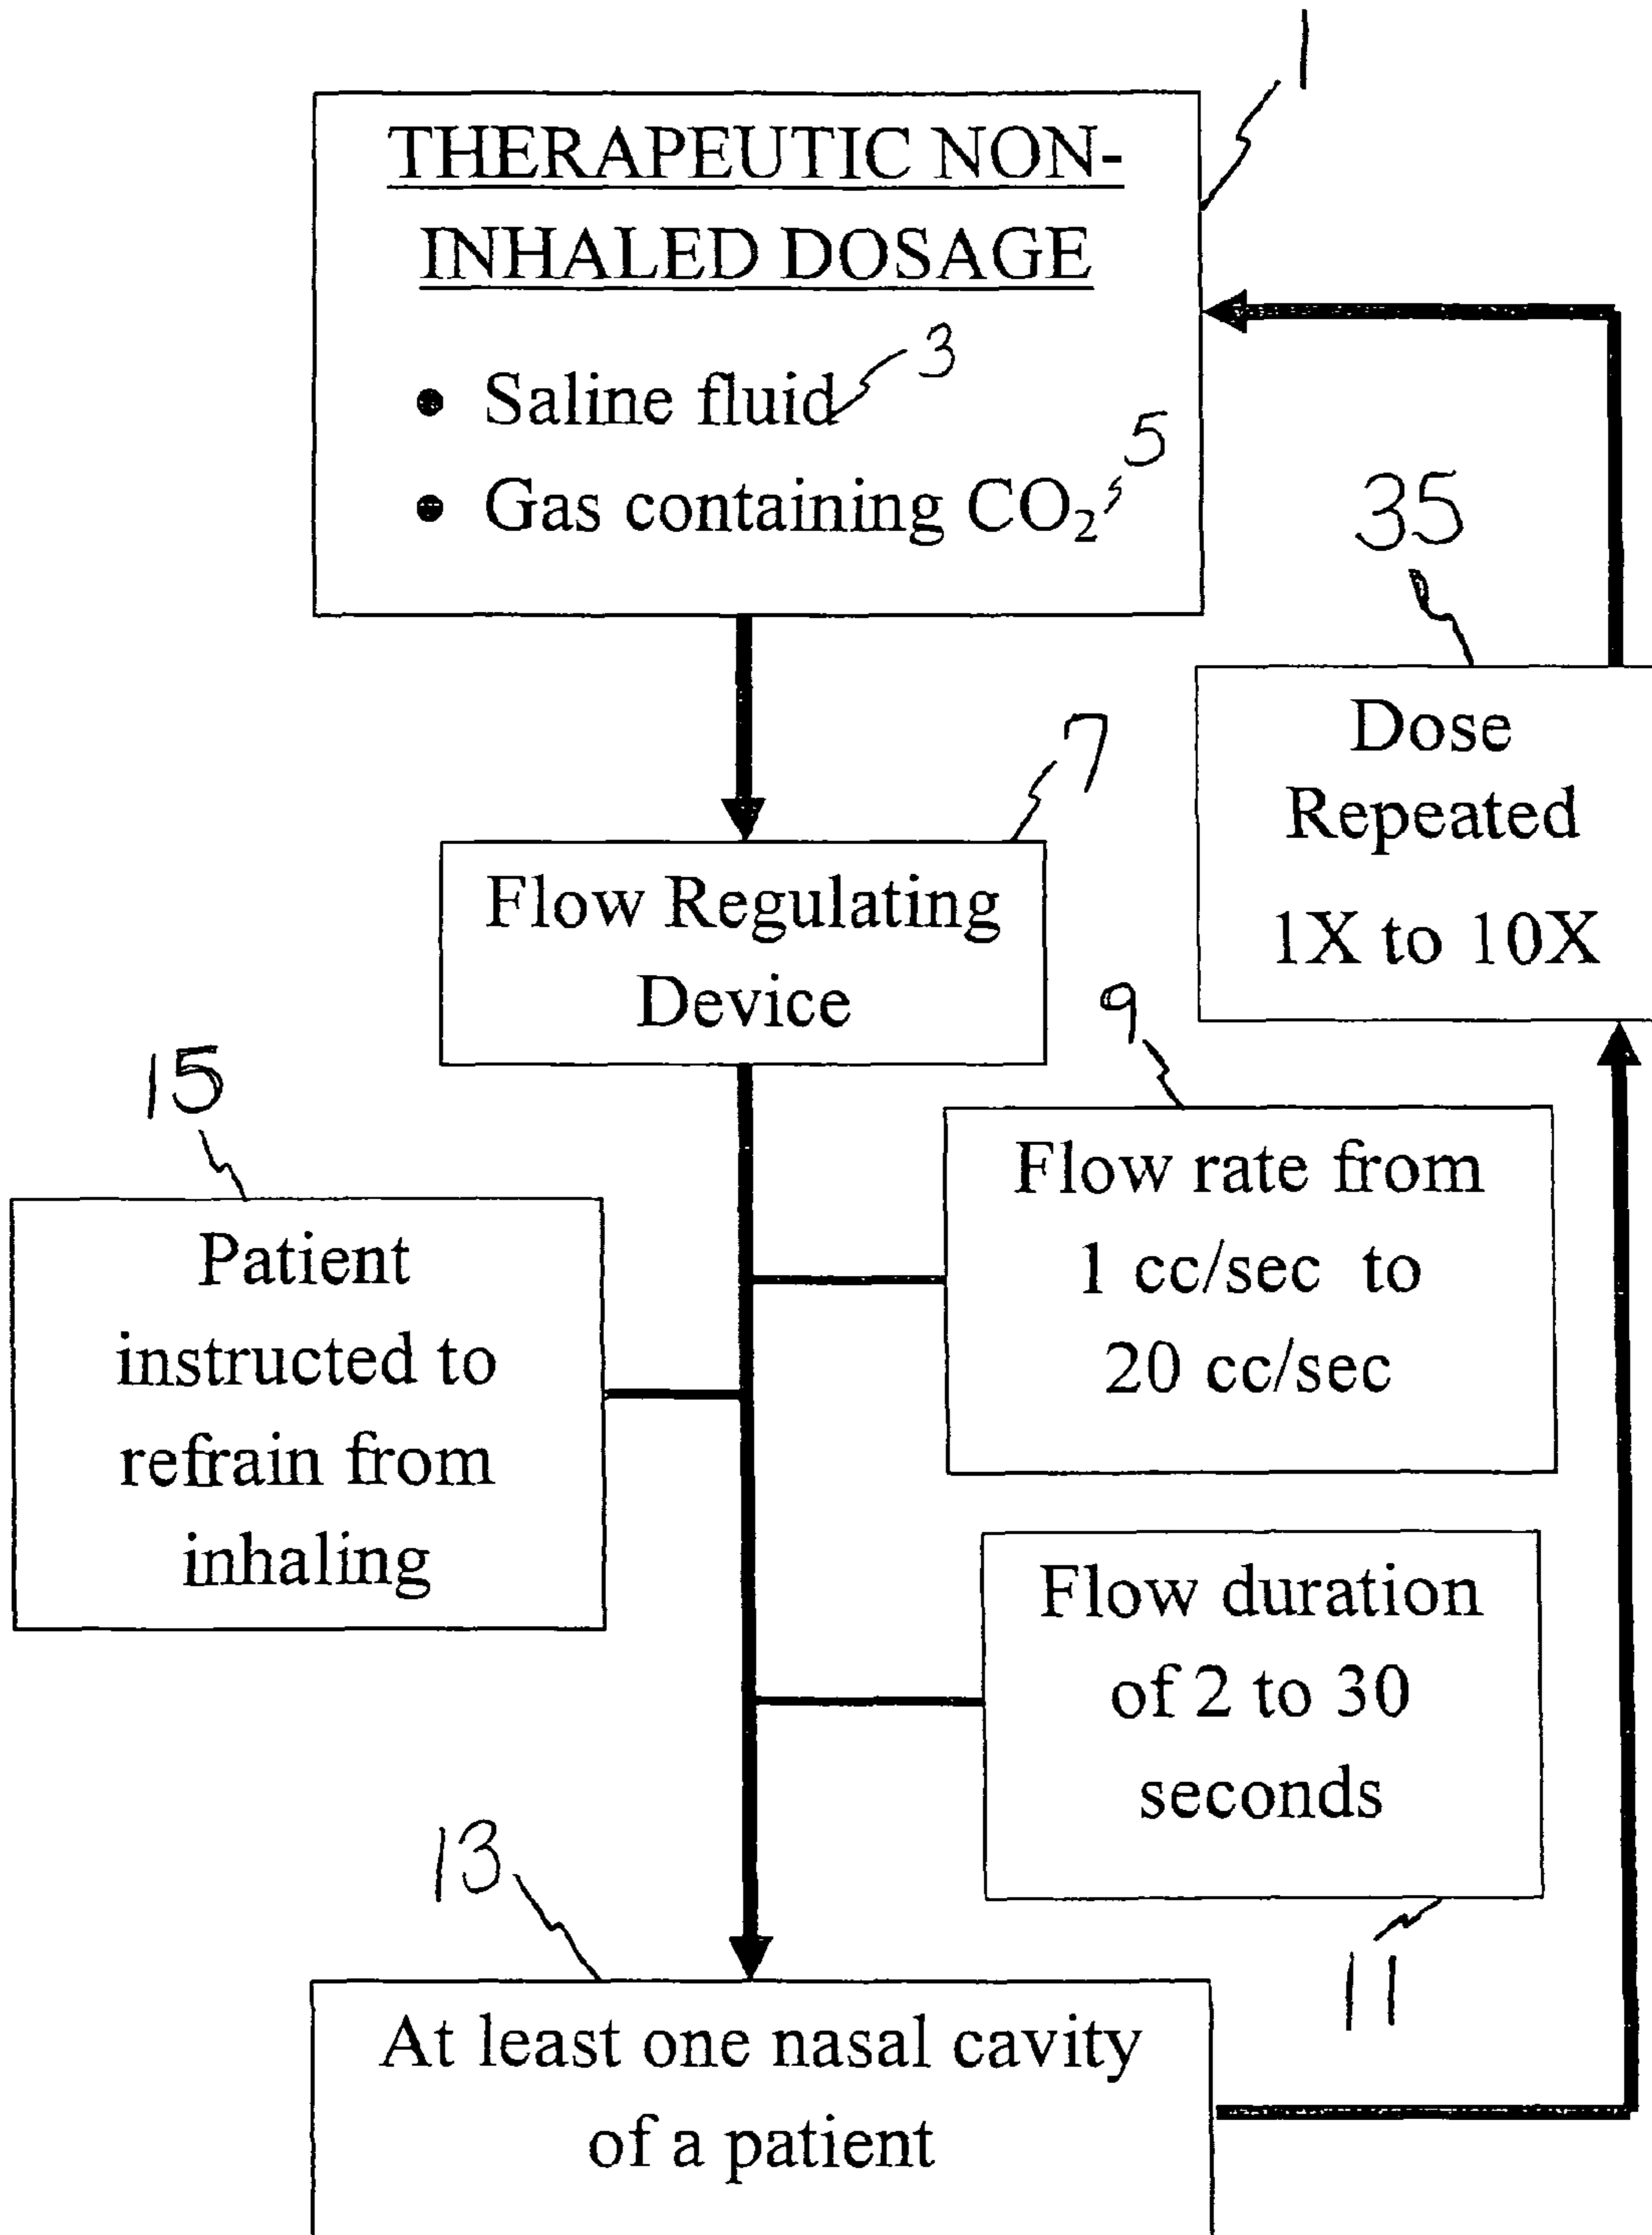 1
THERAPEUTIC NON-
INHALED DOSAGE
• Saline fluid 3
• Gas containing CO₂ 5
35
Dose
Repeated
1X to 10X
7
Flow Regulating
Device
9
Flow rate from
1 cc/sec to
20 cc/sec
15
Patient
instructed to
refrain from
inhaling
Flow duration
of 2 to 30
seconds
11
13
At least one nasal cavity
of a patient